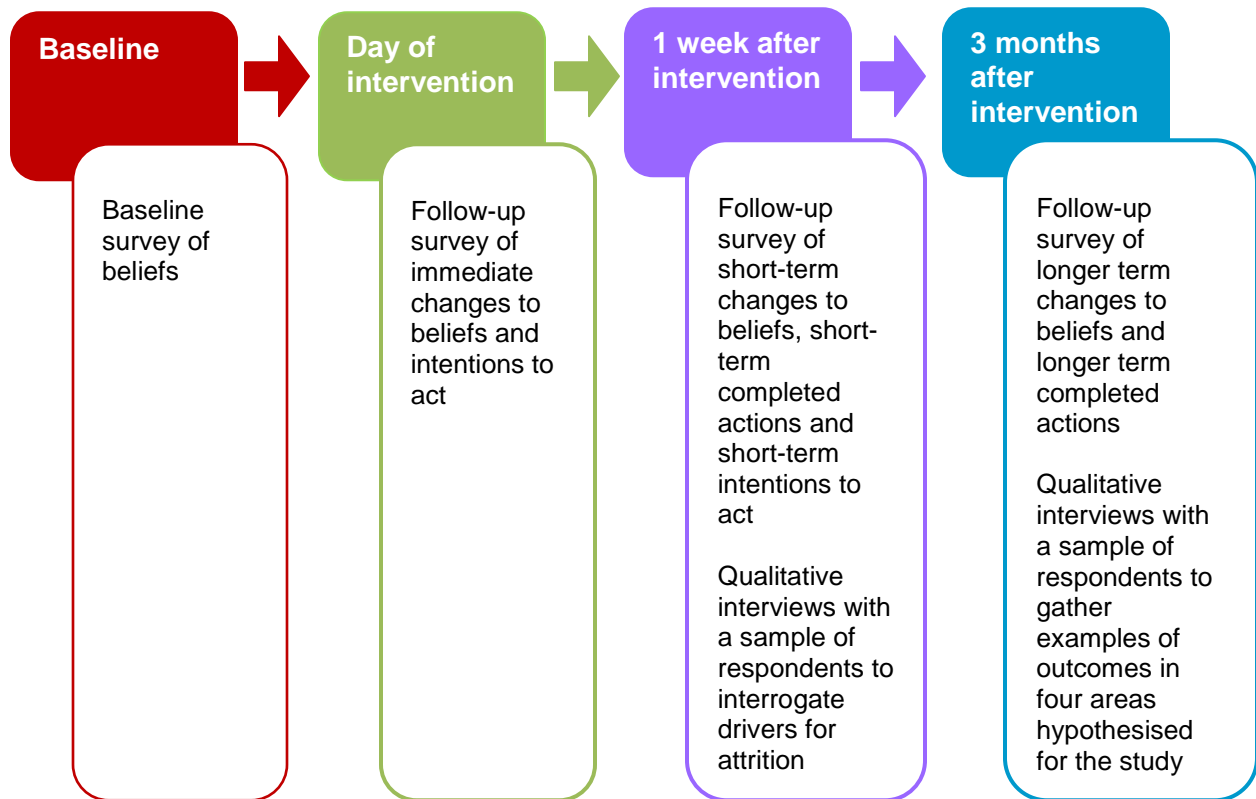 Baseline
Baseline
survey of
beliefs
Day of
intervention
Follow-up
survey of
immediate
changes to
beliefs and
intentions to
act
1 week after
intervention
Follow-up
survey of
short-term
changes to
beliefs, short-
term
completed
actions and
short-term
intentions to
act
Qualitative
interviews with
a sample of
respondents to
interrogate
drivers for
attrition
3 months
after
intervention
Follow-up
survey of
longer term
changes to
beliefs and
longer term
completed
actions
Qualitative
interviews with
a sample of
respondents to
gather
examples of
outcomes in
four areas
hypothesised
for the study